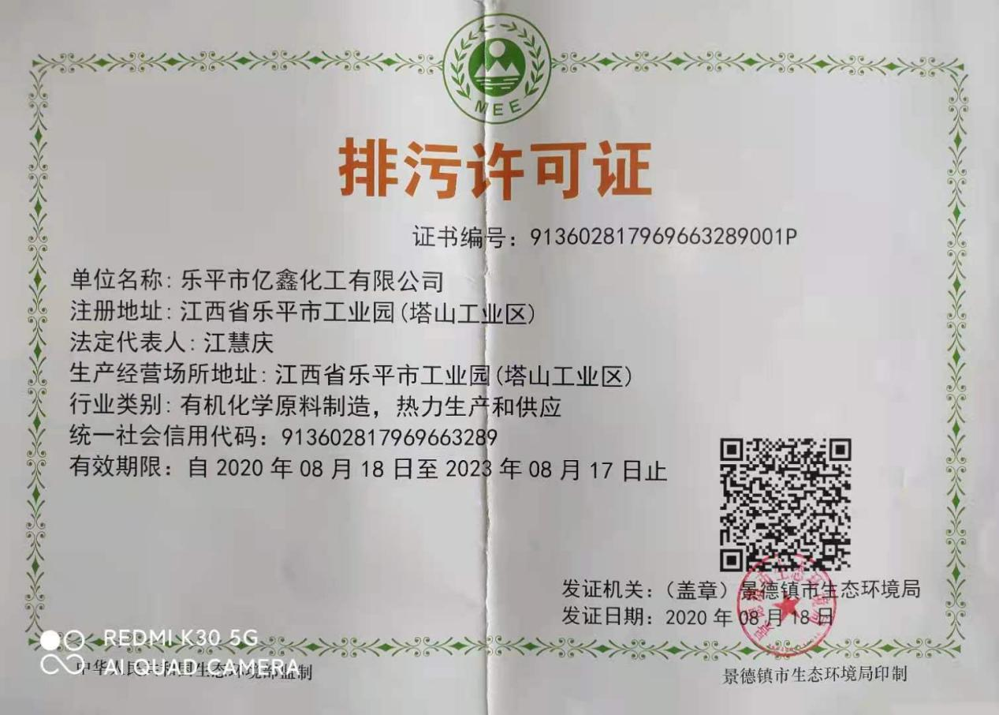 MEE
排污许可证
证书编号：913602817969663289001P
单位名称：乐平市亿鑫化工有限公司
注册地址：江西省乐平市工业园(塔山工业区)
法定代表人：江慧庆
生产经营场所地址：江西省乐平市工业园(塔山工业区)
行业类别：有机化学原料制造，热力生产和供应
统一社会信用代码：913602817969663289
有效期限：自 2020 年 08 月 18 日至 2023 年 08 月 17 日止
发证机关：（盖章）景德镇市生态环境局
发证日期：2020 年 08 月 18 日
REDMI K30 5G
AI QUAD CAMERA
中华人民共和国生态环境部监制
景德镇市生态环境局印制